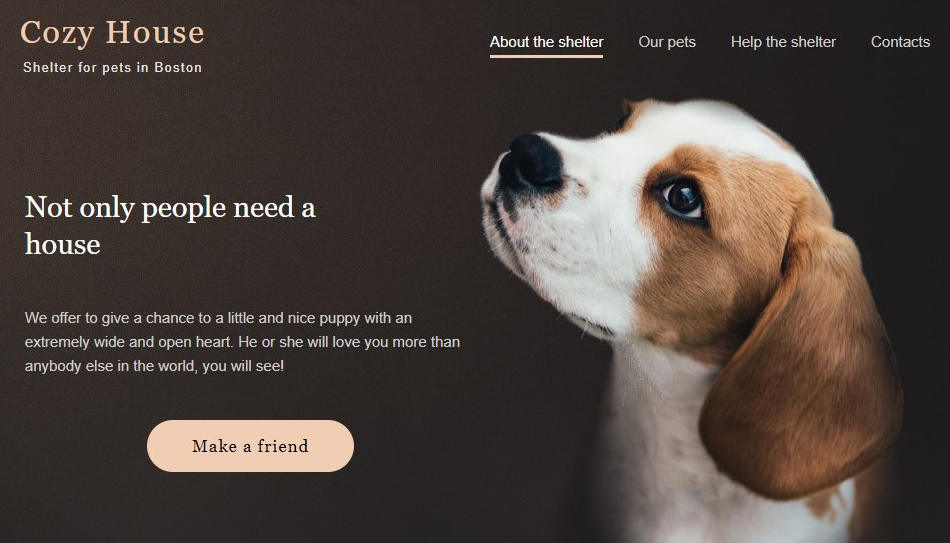 Cozy House
Shelter for pets in Boston
About the shelter
Our pets
Help the shelter
Contacts
Not only people need a
house
We offer to give a chance to a little and nice puppy with an
extremely wide and open heart. He or she will love you more than
anybody else in the world, you will see!
Make a friend